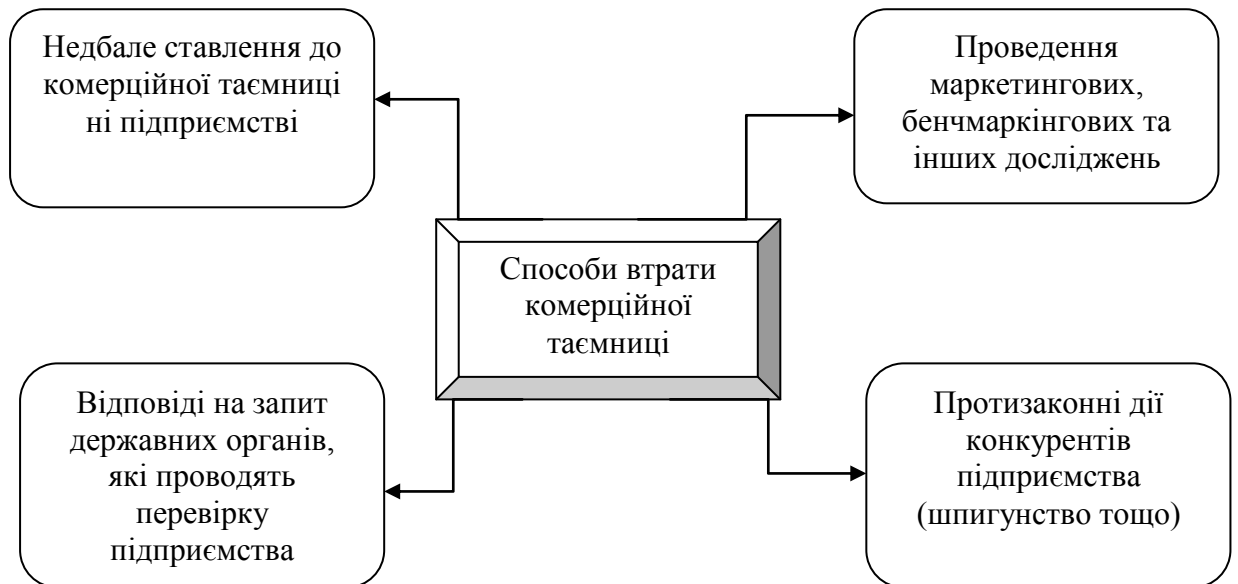 Недбале ставлення до
комерційної таємниці
ні підприємстві
Проведення
маркетингових,
бенчмаркінгових та
інших досліджень
Способи втрати
комерційної
таємниці
Відповіді на запит
державних органів,
які проводять
перевірку
підприємства
Протизаконні дії
конкурентів
підприємства
(шпигунство тощо)